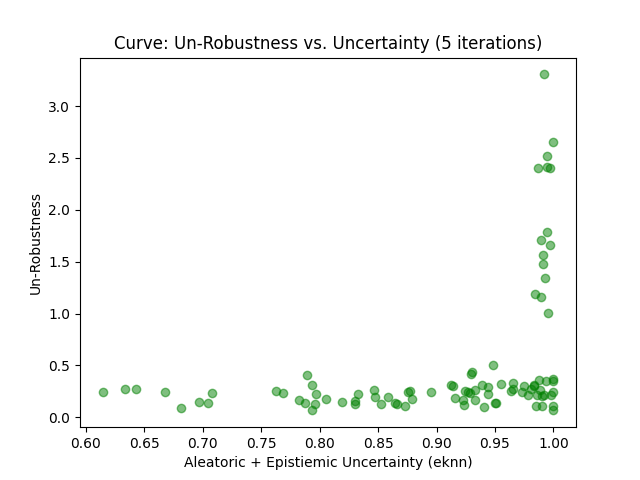 Curve: Un-Robustness vs. Uncertainty (5 iterations)
Un-Robustness
3.0
2.5
2.0
1.5
1.0
0.5
0.0
0.60 0.65 0.70 0.75 0.80 0.85 0.90 0.95 1.00
Aleatoric + Epistiemic Uncertainty (eknn)